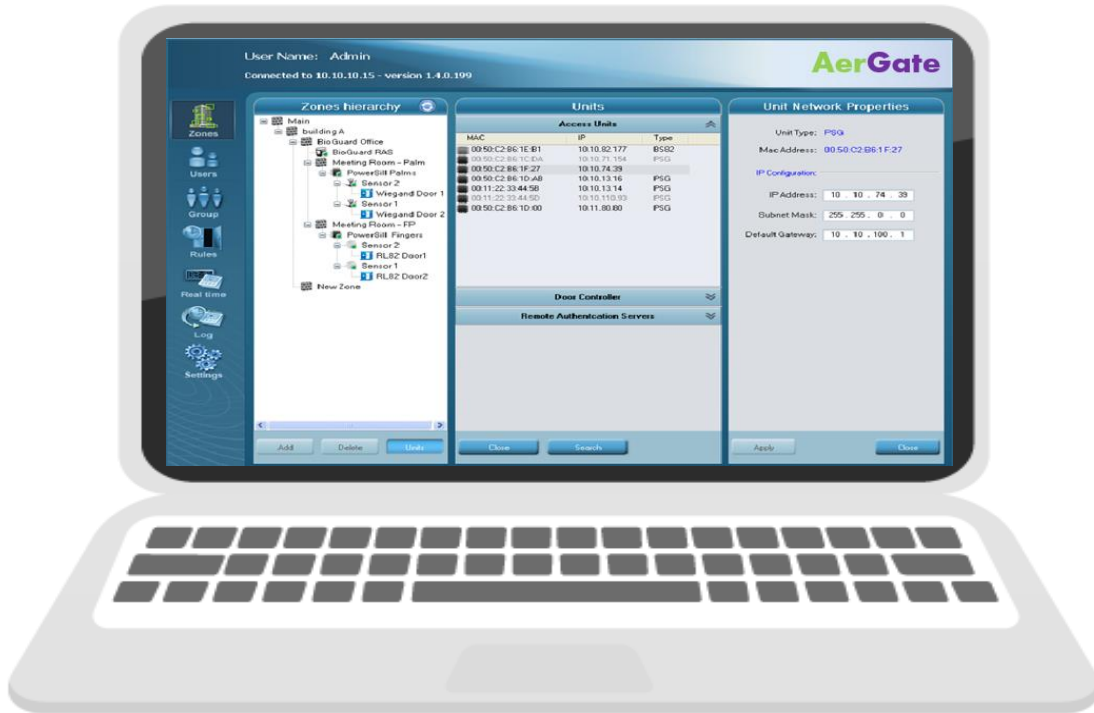 User Name: Admin
Connected to 10.10.10.15 - version 1.4.0.199
AerGate
Zones
Users
Group
Rules
Real time
Log
Settings
Zones hierarchy
Main
building A
BioGuard Office
BioGuard RAS
Meeting Room - Palm
PowerSill Palms
Sensor 2
Wiegand Door 1
Sensor 1
Wiegand Door 2
Meeting Room - FP
PowerSill Fingers
Sensor 2
RL82 Door1
Sensor 1
RL82 Door2
New Zone
Add Delete Units
Units
Access Units
MAC IP Type
00:50:C2:B6:1E:B1 10.10.82.177 BSB2
00:50:C2:B6:1C:DA 10.10.71.154 PSG
00:50:C2:B6:1F:27 10.10.74.39
00:50:C2:B6:1D:AB 10.10.13.16 PSG
00:11:22:33:44:5B 10.10.13.14 PSG
00:11:22:33:44:5D 10.10.110.93 PSG
00:50:C2:B6:1D:00 10.11.80.80 PSG
Door Controller
Remote Authentication Servers
Close Search
Unit Network Properties
Unit Type: PSG
Mac Address: 00:50:C2:B6:1F:27
IP Configuration:
IP Address: 10 . 10 . 74 . 39
Subnet Mask: 255 . 255 . 0 . 0
Default Gateway: 10 . 10 . 100 . 1
Apply Close